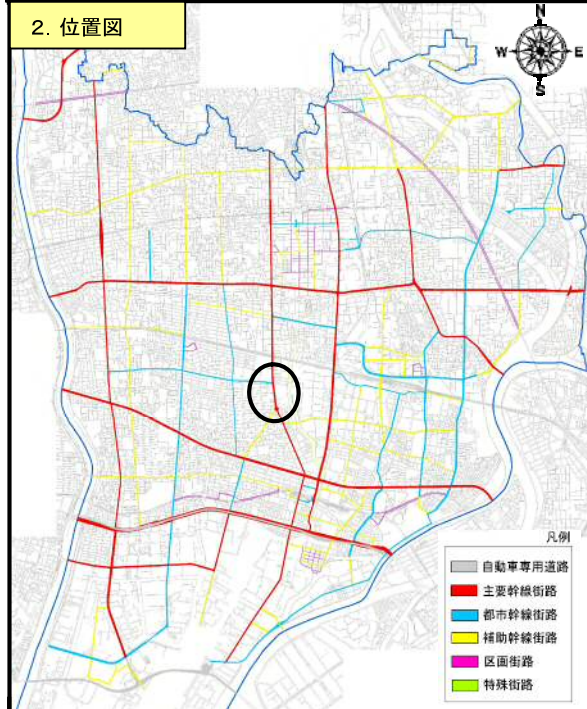 2. 位置図
N
W
E
S
凡例
自動車専用道路
主要幹線街路
都市幹線街路
補助幹線街路
区画街路
特殊街路